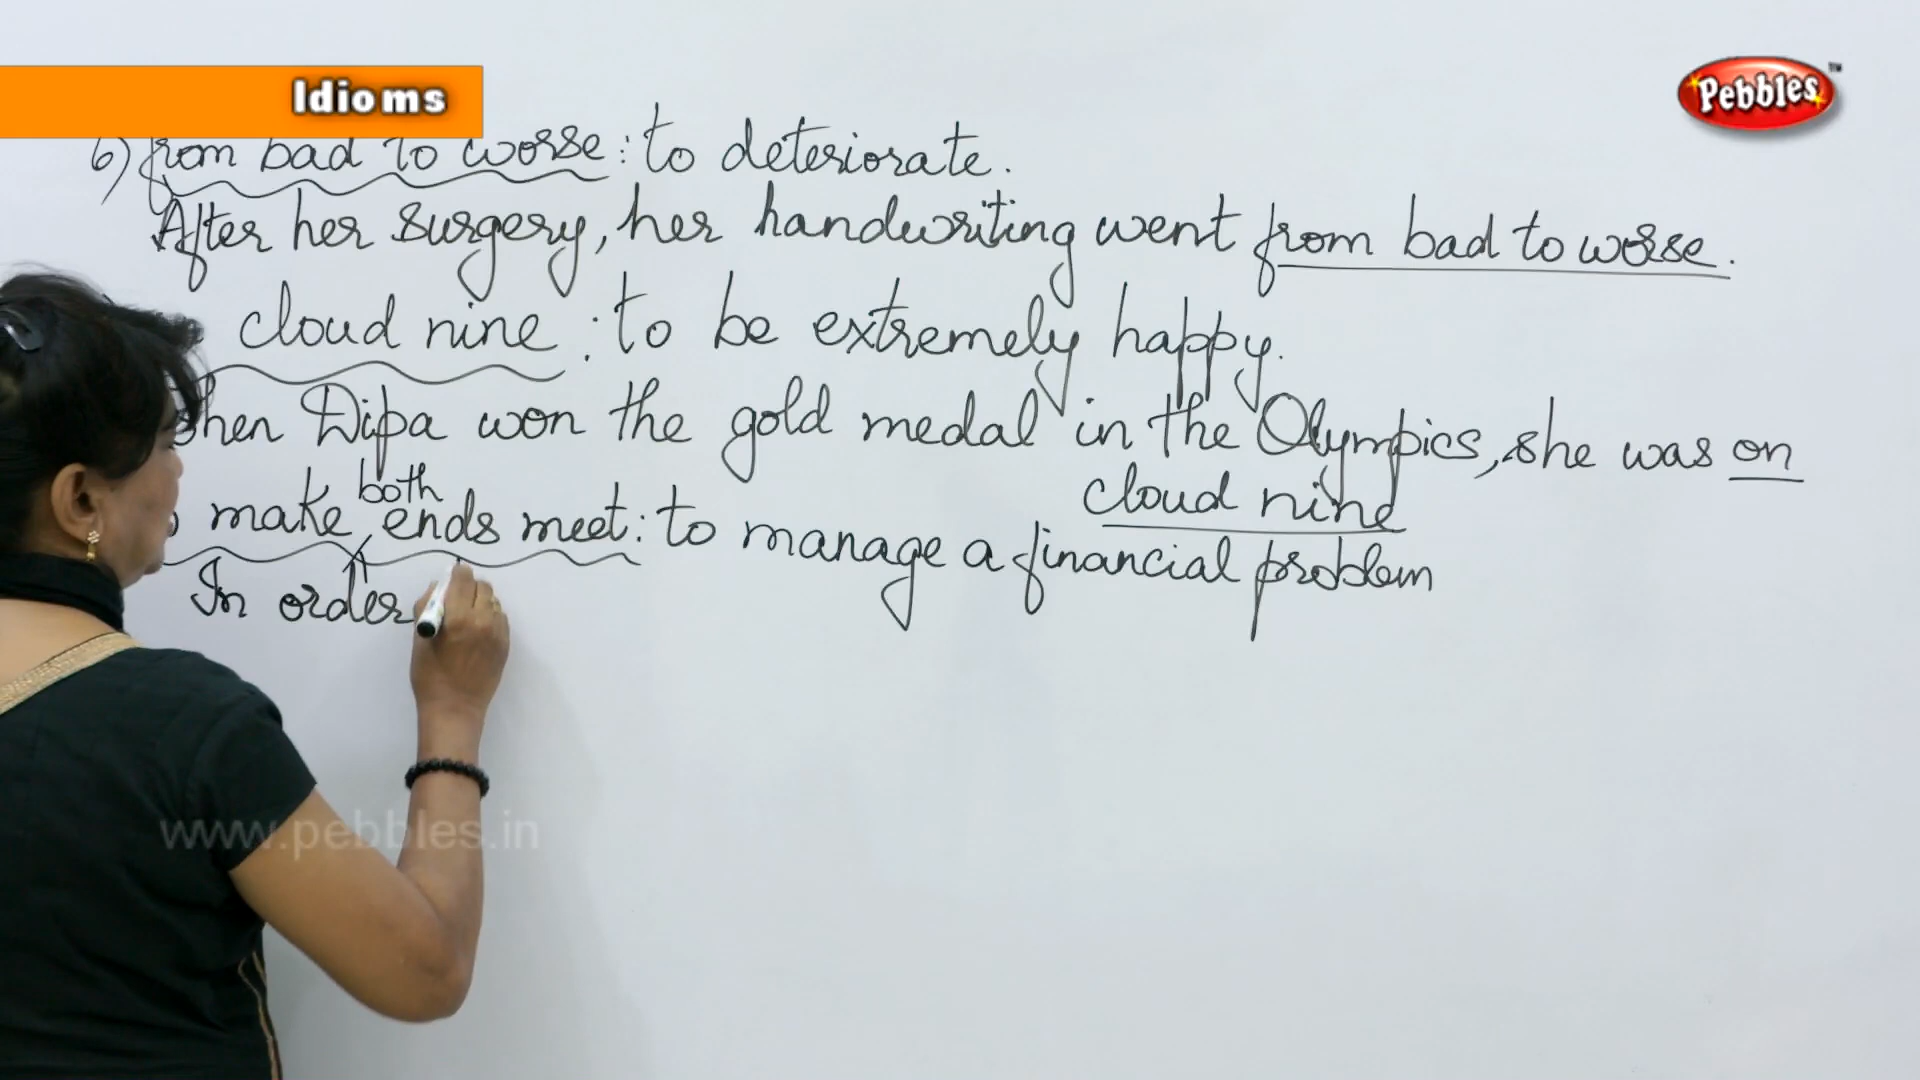 Idioms
Pebbles TM
6) from bad to worse : to deteriorate.
After her surgery, her handwriting went from bad to worse.
cloud nine : to be extremely happy.
When Dipa won the gold medal in the Olympics, she was on
cloud nine
make both ends meet : to manage a financial problem
In order
www.pebbles.in